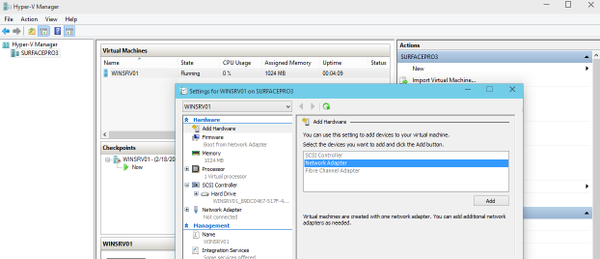 Hyper-V Manager
File Action View Help
Hyper-V Manager
SURFACEPRO3
Virtual Machines
Name State CPU Usage Assigned Memory Uptime Status
WINSRV01 Running 0 % 1024 MB 00:04:09
Checkpoints
WINSRV01 - (2/18/20
Now
WINSRV01
Actions
SURFACEPRO3
New
Import Virtual Machine...
Settings for WINSRV01 on SURFACEPRO3
WINSRV01
Hardware
Add Hardware
Firmware
Boot from Network Adapter
Memory
1024 MB
Processor
1 Virtual processor
SCSI Controller
Hard Drive
Network Adapter
Not connected
Management
Name
WINSRV01
Integration Services
Some services offered
Add Hardware
You can use this setting to add devices to your virtual machine.
Select the devices you want to add and click the Add button.
SCSI Controller
Network Adapter
Fibre Channel Adapter
Add
Virtual machines are created with one network adapter. You can add additional network
adapters as needed.